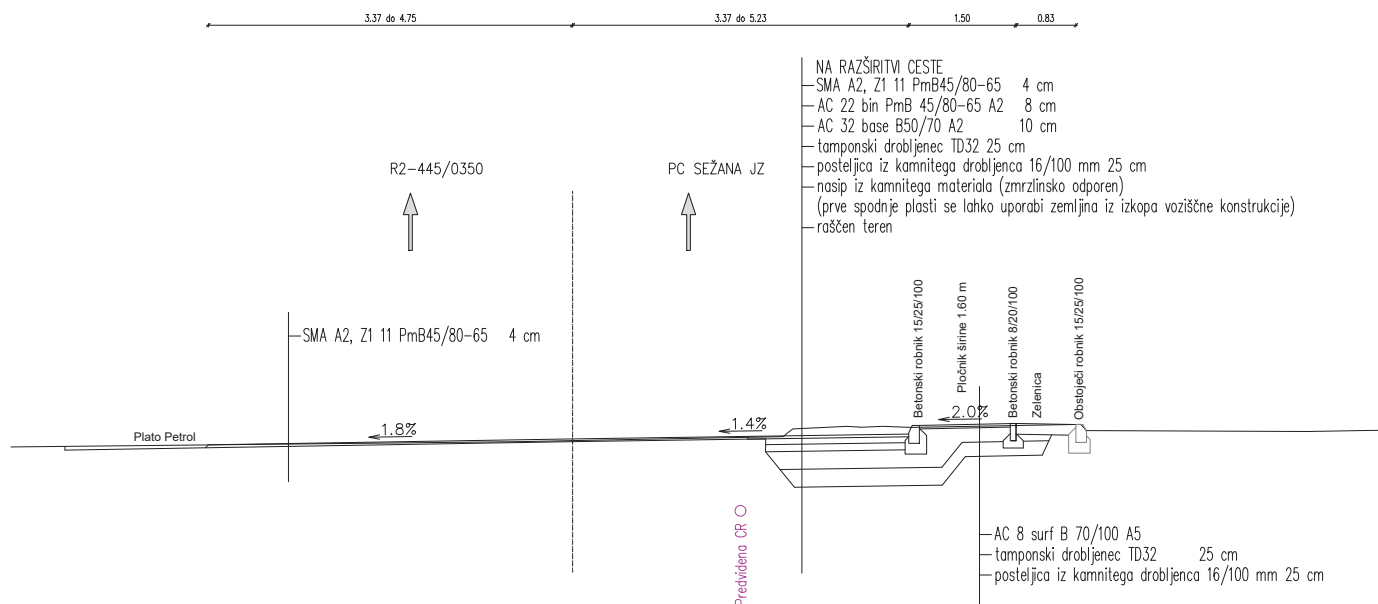 3.37 do 4.75
3.37 do 5.23
1.50
0.83
NA RAZŠIRITVI CESTE
SMA A2, Z1 11 PmB45/80-65 4 cm
AC 22 bin PmB 45/80-65 A2 8 cm
AC 32 base B50/70 A2 10 cm
tamponski drobljenec TD32 25 cm
posteljica iz kamnitega drobljenca 16/100 mm 25 cm
nasip iz kamnitega materiala (zmrzlinsko odporen)
(prve spodnje plasti se lahko uporabi zemljina iz izkopa voziščne konstrukcije)
raščen teren
R2-445/0350
PC SEŽANA JZ
SMA A2, Z1 11 PmB45/80-65 4 cm
Betonski robnik 15/25/100
Pločnik širine 1.60 m
Betonski robnik 8/20/100
Zelenica
Obstoječi robnik 15/25/100
Plato Petrol
1.8%
1.4%
2.0%
Predvidena CR
AC 8 surf B 70/100 A5
tamponski drobljenec TD32 25 cm
posteljica iz kamnitega drobljenca 16/100 mm 25 cm